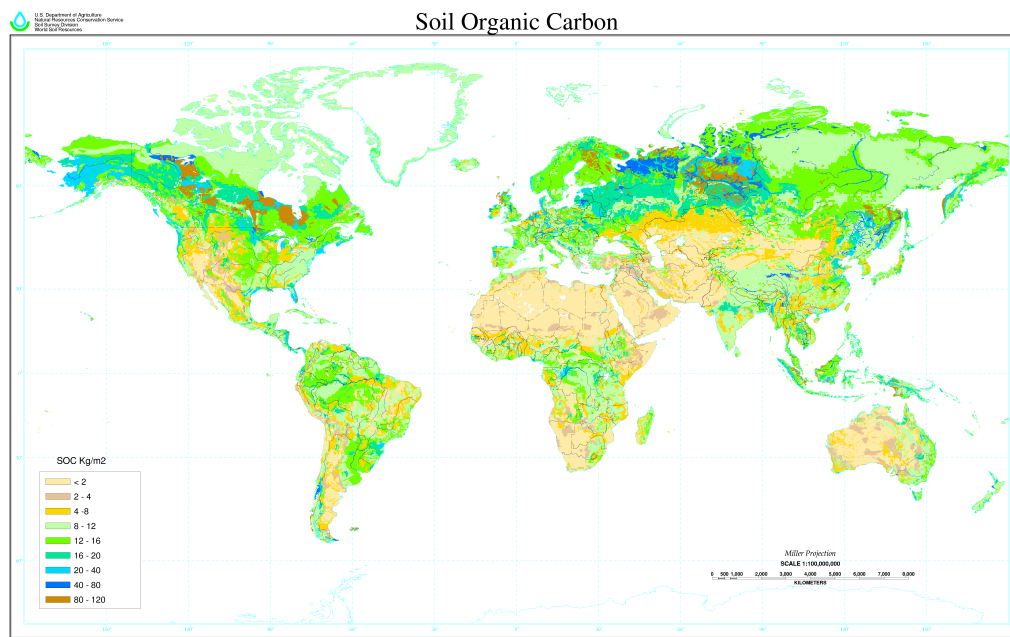 U.S. Department of Agriculture
Natural Resources Conservation Service
Soil Survey Division
World Soil Resources
Soil Organic Carbon
SOC Kg/m2
< 2
2 - 4
4 -8
8 - 12
12 - 16
16 - 20
20 - 40
40 - 80
80 - 120
Miller Projection
SCALE 1:100,000,000
0 500 1,000 2,000 3,000 4,000 5,000 6,000 7,000 8,000
KILOMETERS